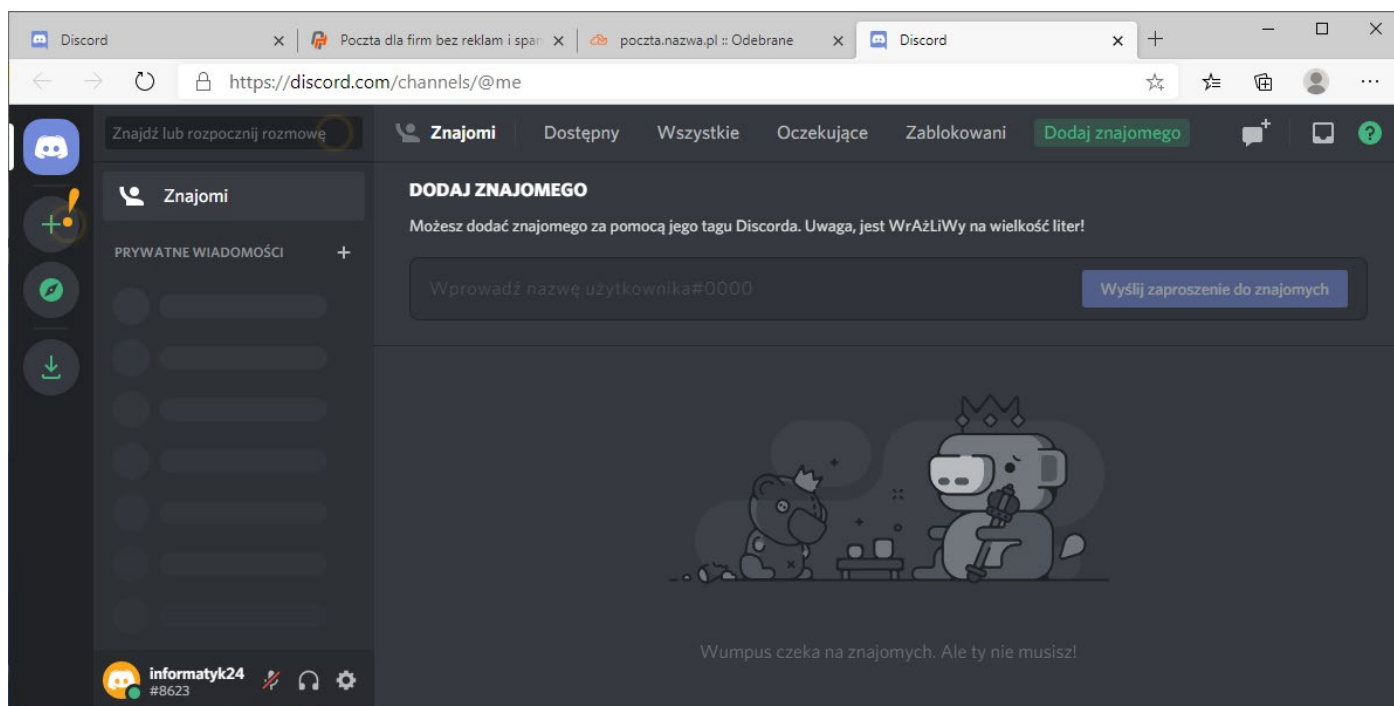 Discord
Poczta dla firm bez reklam i spam
poczta.nazwa.pl :: Odebrane
Discord
https://discord.com/channels/@me
Znajdź lub rozpocznij rozmowę
Znajomi
Dostępny
Wszystkie
Oczekujące
Zablokowani
Dodaj znajomego
Znajomi
PRYWATNE WIADOMOŚCI
DODAJ ZNAJOMEGO
Możesz dodać znajomego za pomocą jego tagu Discorda. Uwaga, jest WrAżLiWy na wielkość liter!
Wprowadź nazwę użytkownika#0000
Wyślij zaproszenie do znajomych
Wumpus czeka na znajomych. Ale ty nie musisz!
informatyk24
#8623